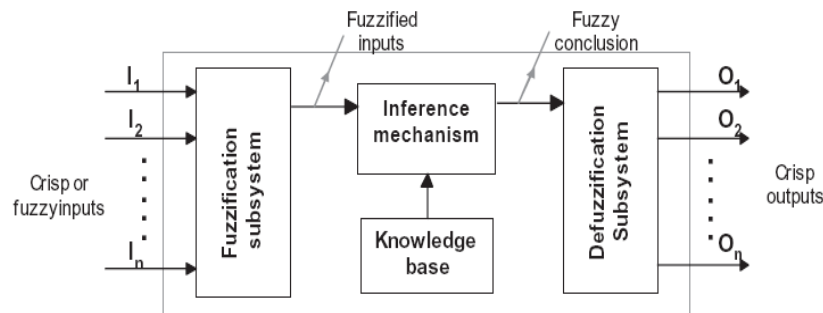 Fuzzified
inputs
Fuzzy
conclusion
I1
I2
In
Crisp or
fuzzyinputs
Fuzzification
subsystem
Inference
mechanism
Knowledge
base
Defuzzification
Subsystem
O1
O2
On
Crisp
outputs